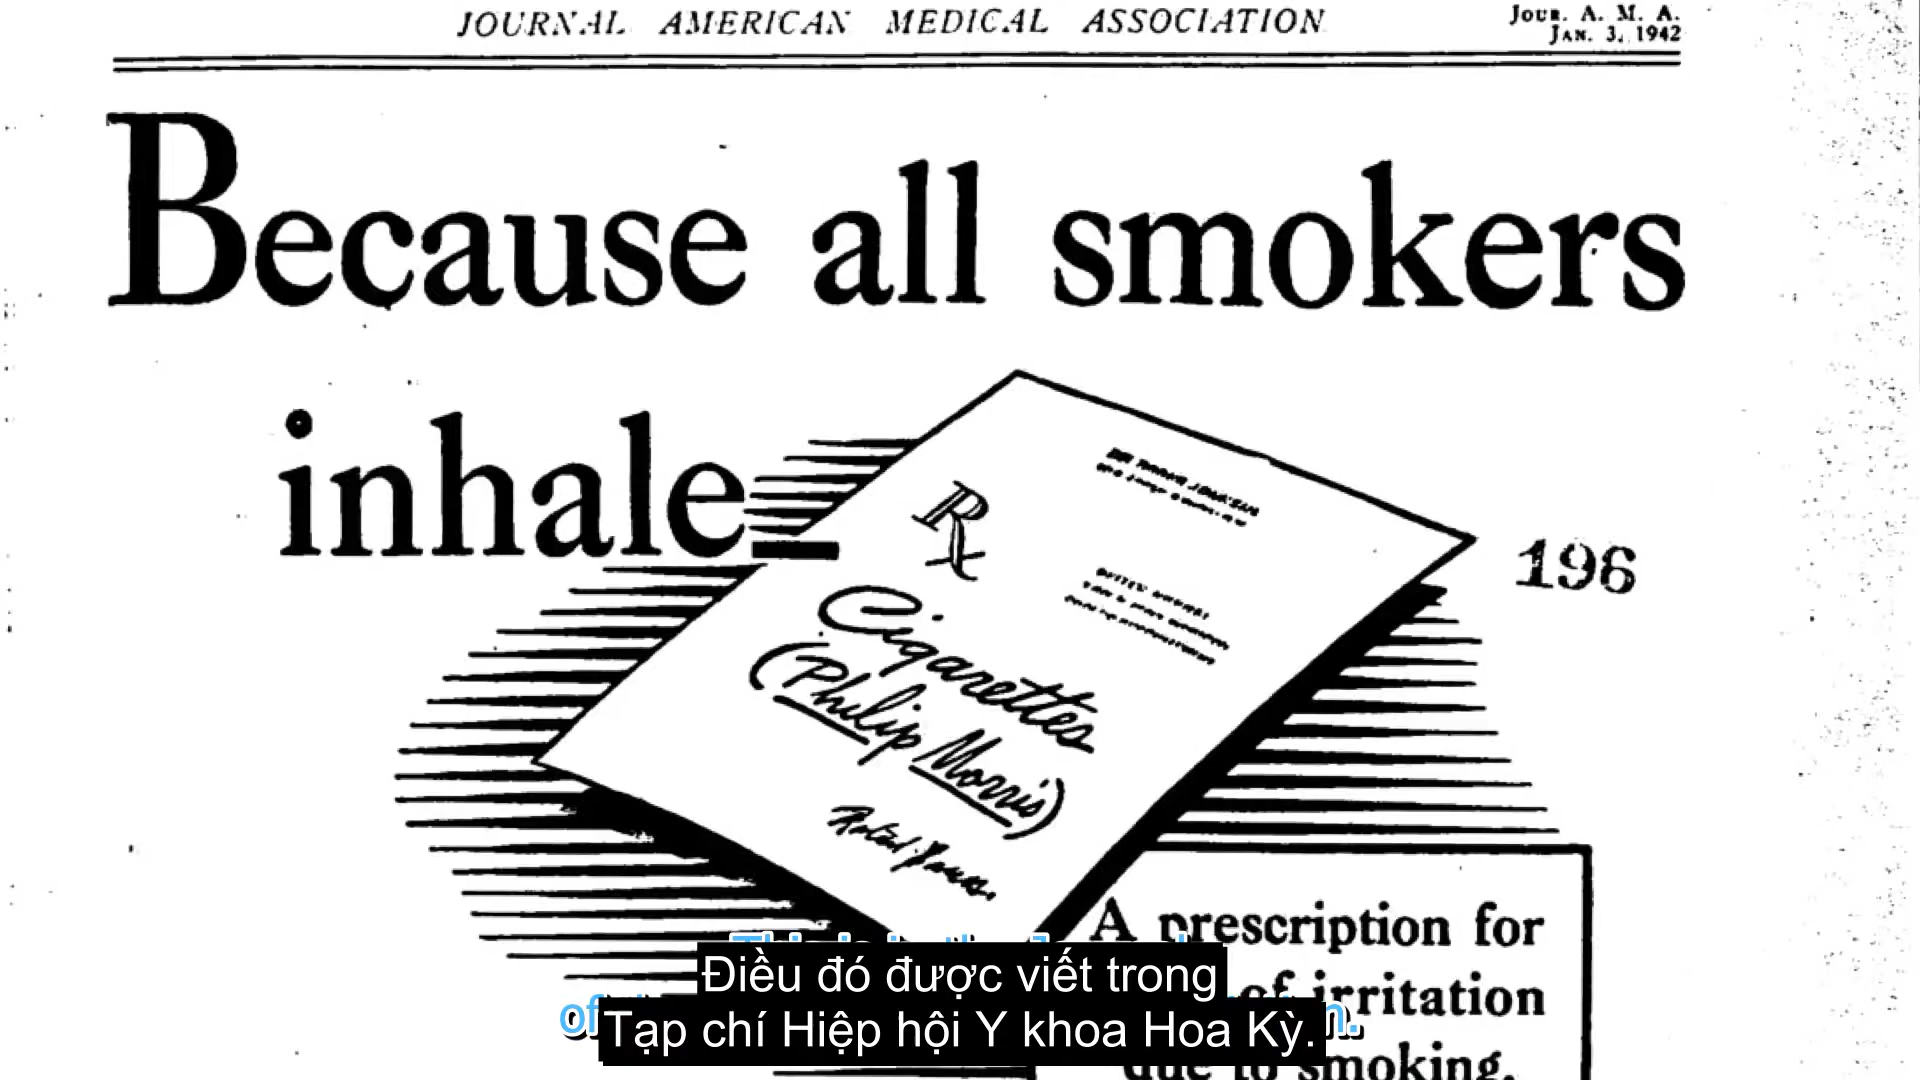 JOURNAL AMERICAN MEDICAL ASSOCIATION
JOUR. A. M. A.
JAN. 3, 1942
Because all smokers
inhale—
196
Rx
Cigarettes
(Philip Morris)
A prescription for
of irritation
due to smoking.
Điều đó được viết trong
Tạp chí Hiệp hội Y khoa Hoa Kỳ.